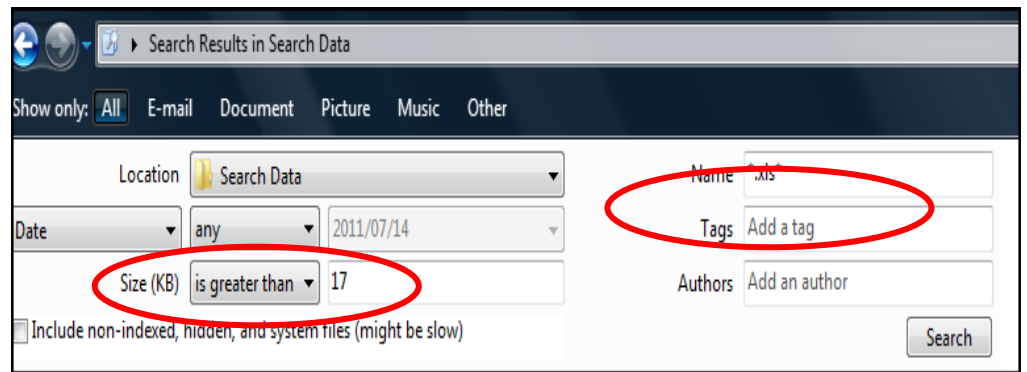 Search Results in Search Data
Show only: All E-mail Document Picture Music Other
Location Search Data
Name *.xls*
Date any 2011/07/14
Tags Add a tag
Size (KB) is greater than 17
Authors Add an author
Include non-indexed, hidden, and system files (might be slow)
Search